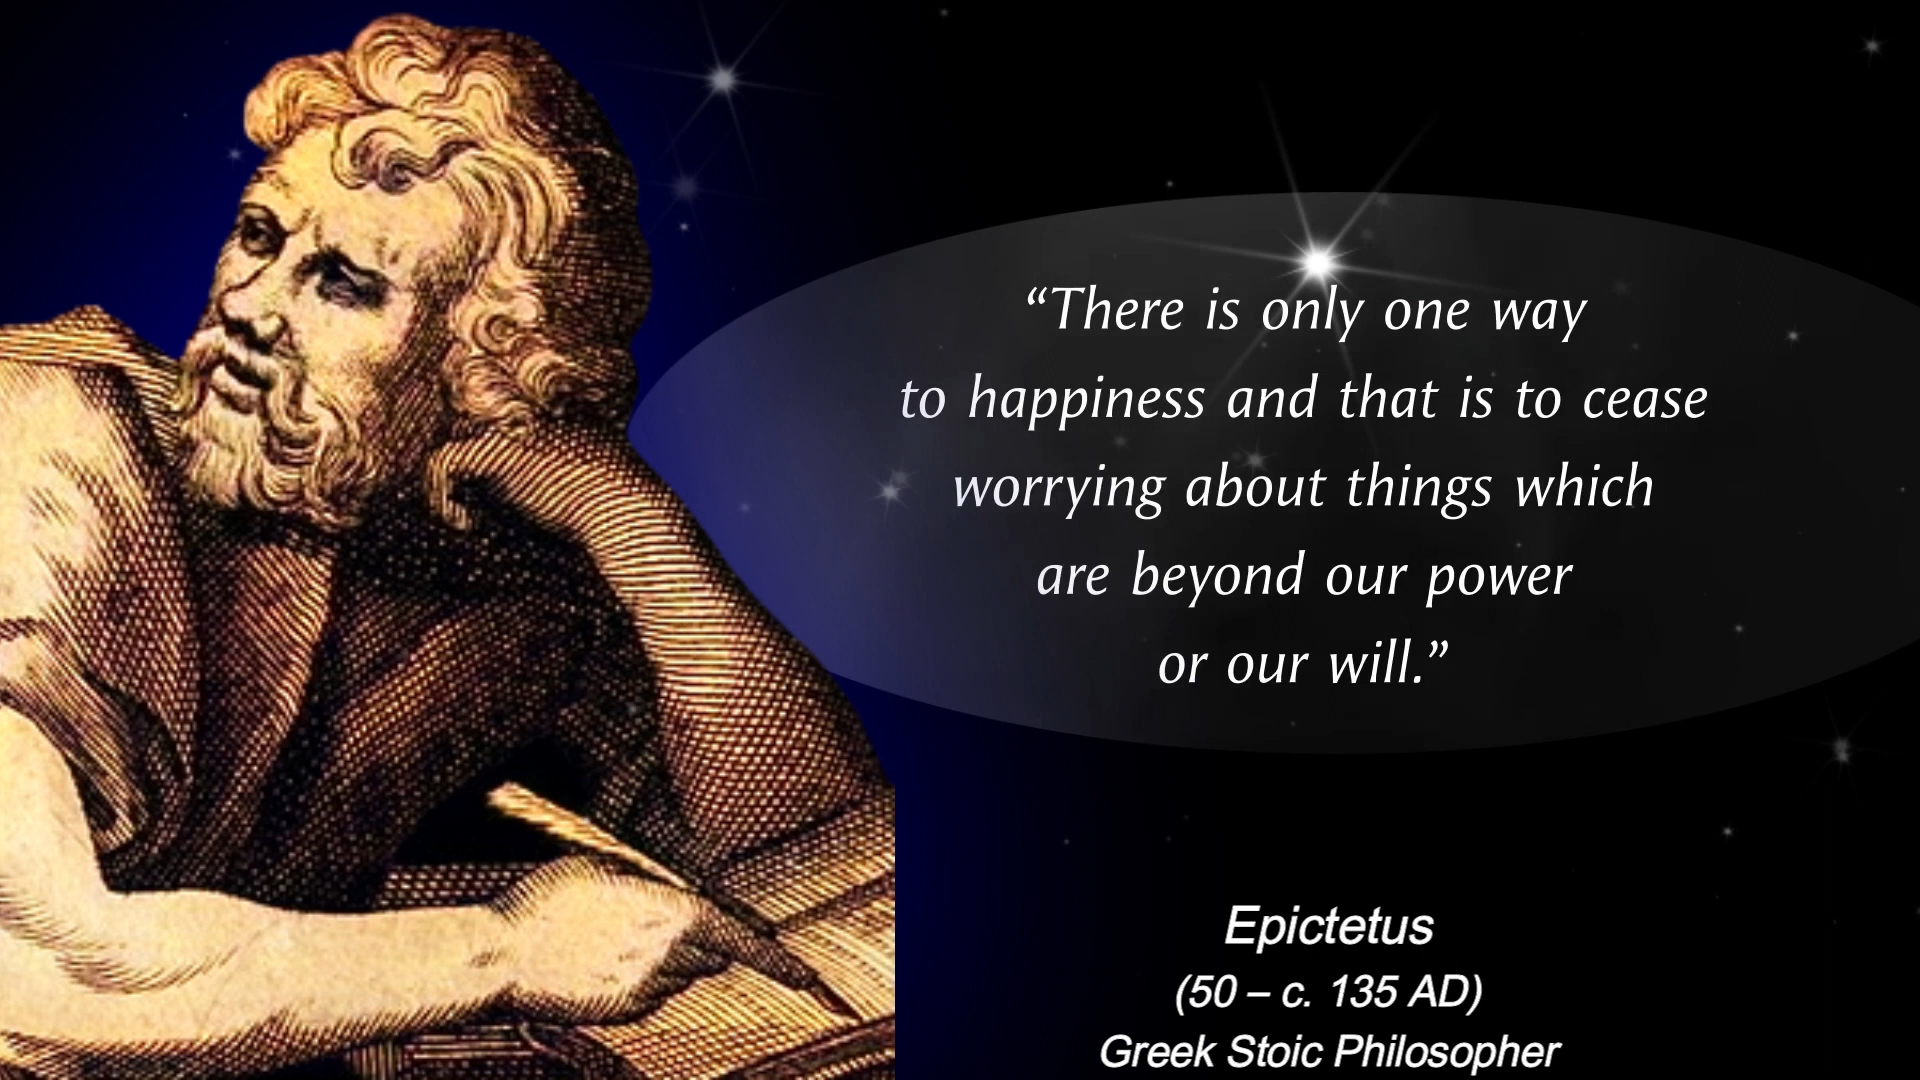 “There is only one way
to happiness and that is to cease
worrying about things which
are beyond our power
or our will.”
Epictetus
(50 – c. 135 AD)
Greek Stoic Philosopher